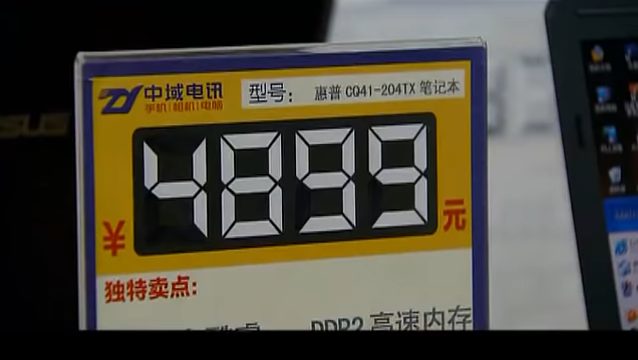 中域电讯
手机|相机|电脑
型号: 惠普 CQ41-204TX 笔记本
¥ 4899 元
独特卖点:
DDR2 高速内存